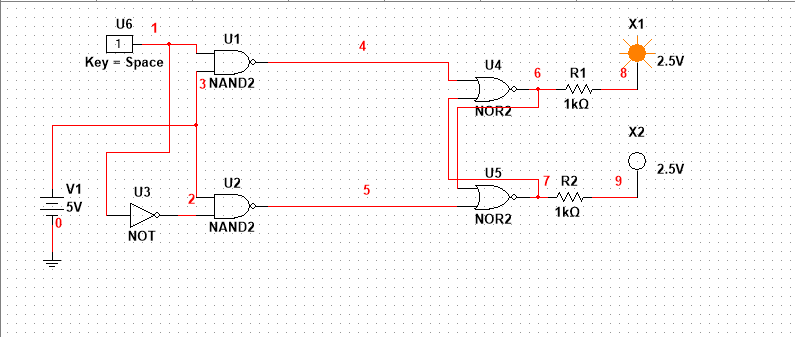 U6
1
X1
1
U1
4
Key = Space
U4
6
R1
8
2.5V
3
NAND2
1kΩ
NOR2
X2
2.5V
V1
5V
0
U3
NOT
2
U2
NAND2
5
U5
7
R2
9
1kΩ
NOR2